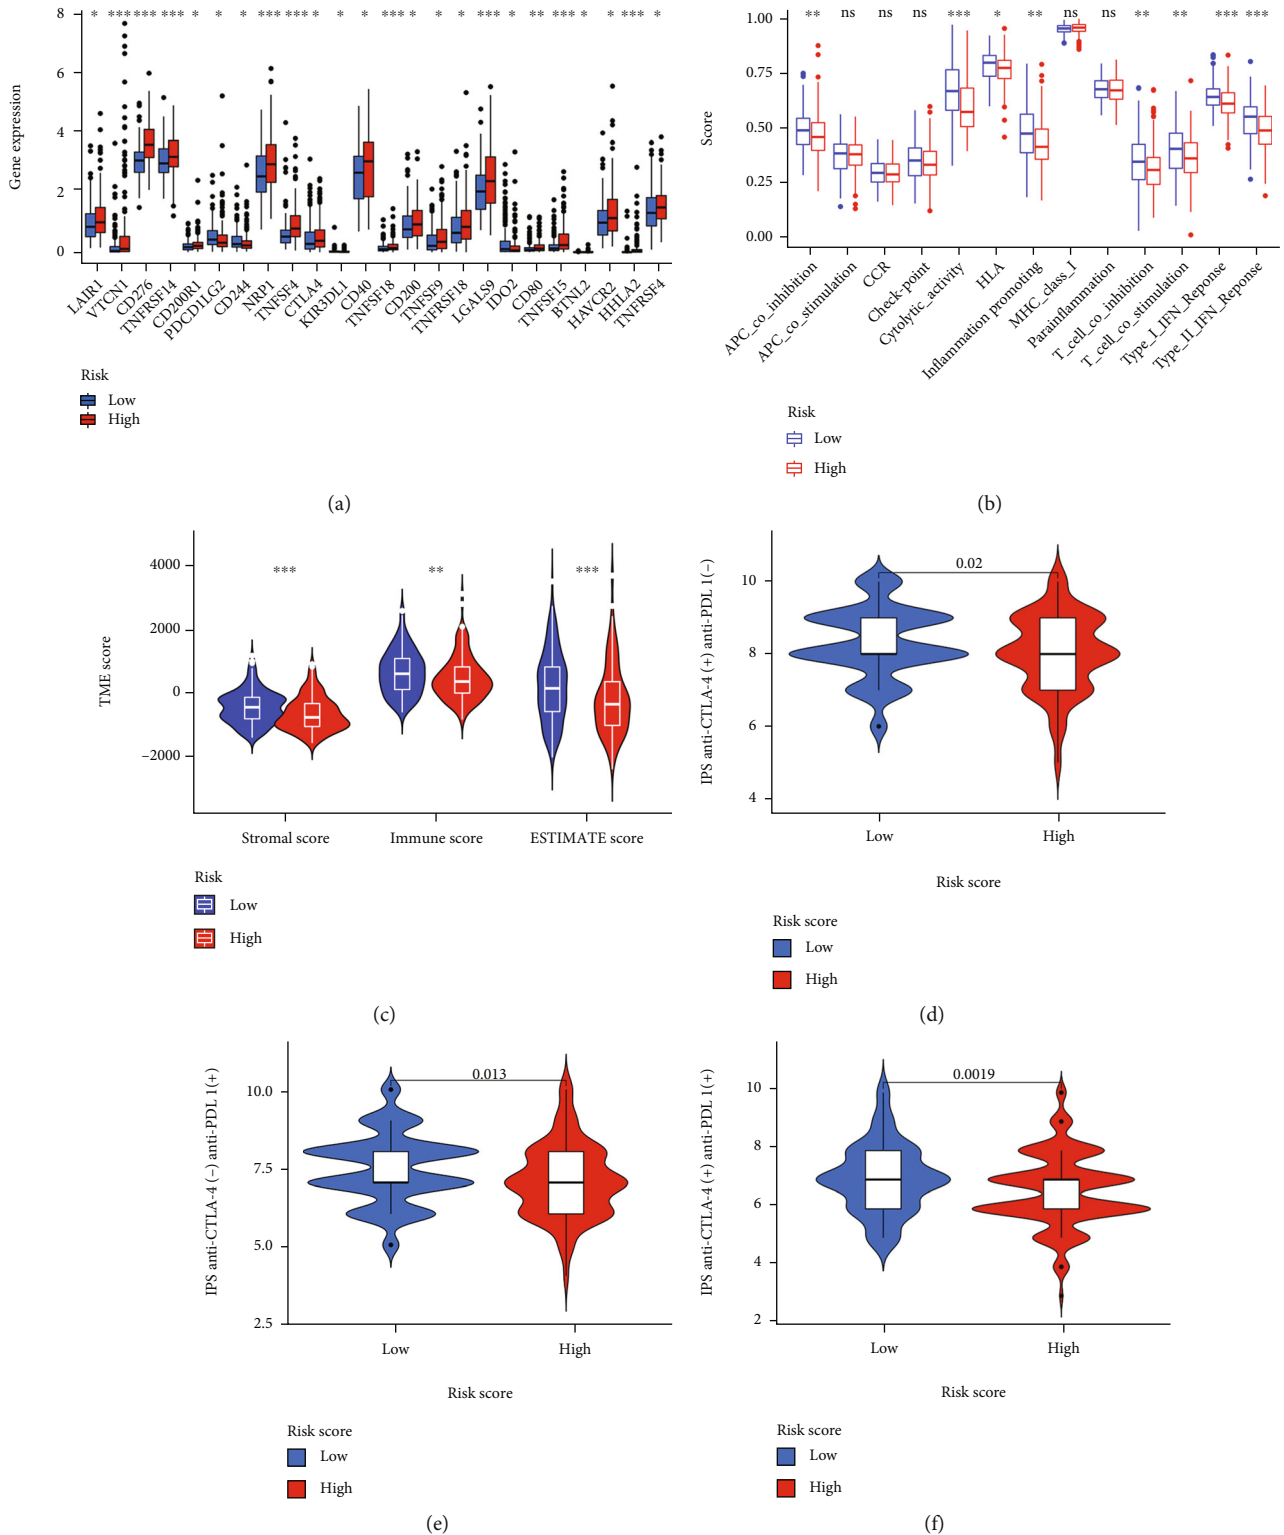 * *** *** *** * * * *** *** * * * *** * * * *** * * *** * * *** *
Gene expression
8
6
4
2
0
LAIR1
VTCN1
CD276
TNFRSF14
CD200R1
PDCD1LG2
CD244
NRP1
TNFSF4
CTLA4
KIR3DL1
CD40
TNFSF18
CD200
TNFSF9
TNFRSF18
LGALS9
IDO2
CD80
TNFSF15
BTNL2
HAVCR2
HHLA2
TNFRSF4
Risk
Low
High
(a)
** ns ns ns *** * ** ns ns ** ** *** ***
Score
1.00
0.75
0.50
0.25
0.00
APC_co_inhibition
APC_co_stimulation
CCR
Check-point
Cytolytic_activity
HLA
Inflammation promoting
MHC_class_I
Parainflammation
T_cell_co_inhibition
T_cell_co_stimulation
Type_I_IFN_Reponse
Type_II_IFN_Reponse
Risk
Low
High
(b)
*** ** ***
TME score
4000
2000
0
−2000
Stromal score
Immune score
ESTIMATE score
Risk
Low
High
(c)
0.02
IPS anti-CTLA-4 (+) anti-PDL 1(−)
10
8
6
4
Low
High
Risk score
Risk score
Low
High
(d)
0.013
IPS anti-CTLA-4 (−) anti-PDL 1(+)
10.0
7.5
5.0
2.5
Low
High
Risk score
Risk score
Low
High
(e)
0.0019
IPS anti-CTLA-4 (+) anti-PDL 1(+)
10
8
6
4
2
Low
High
Risk score
Risk score
Low
High
(f)